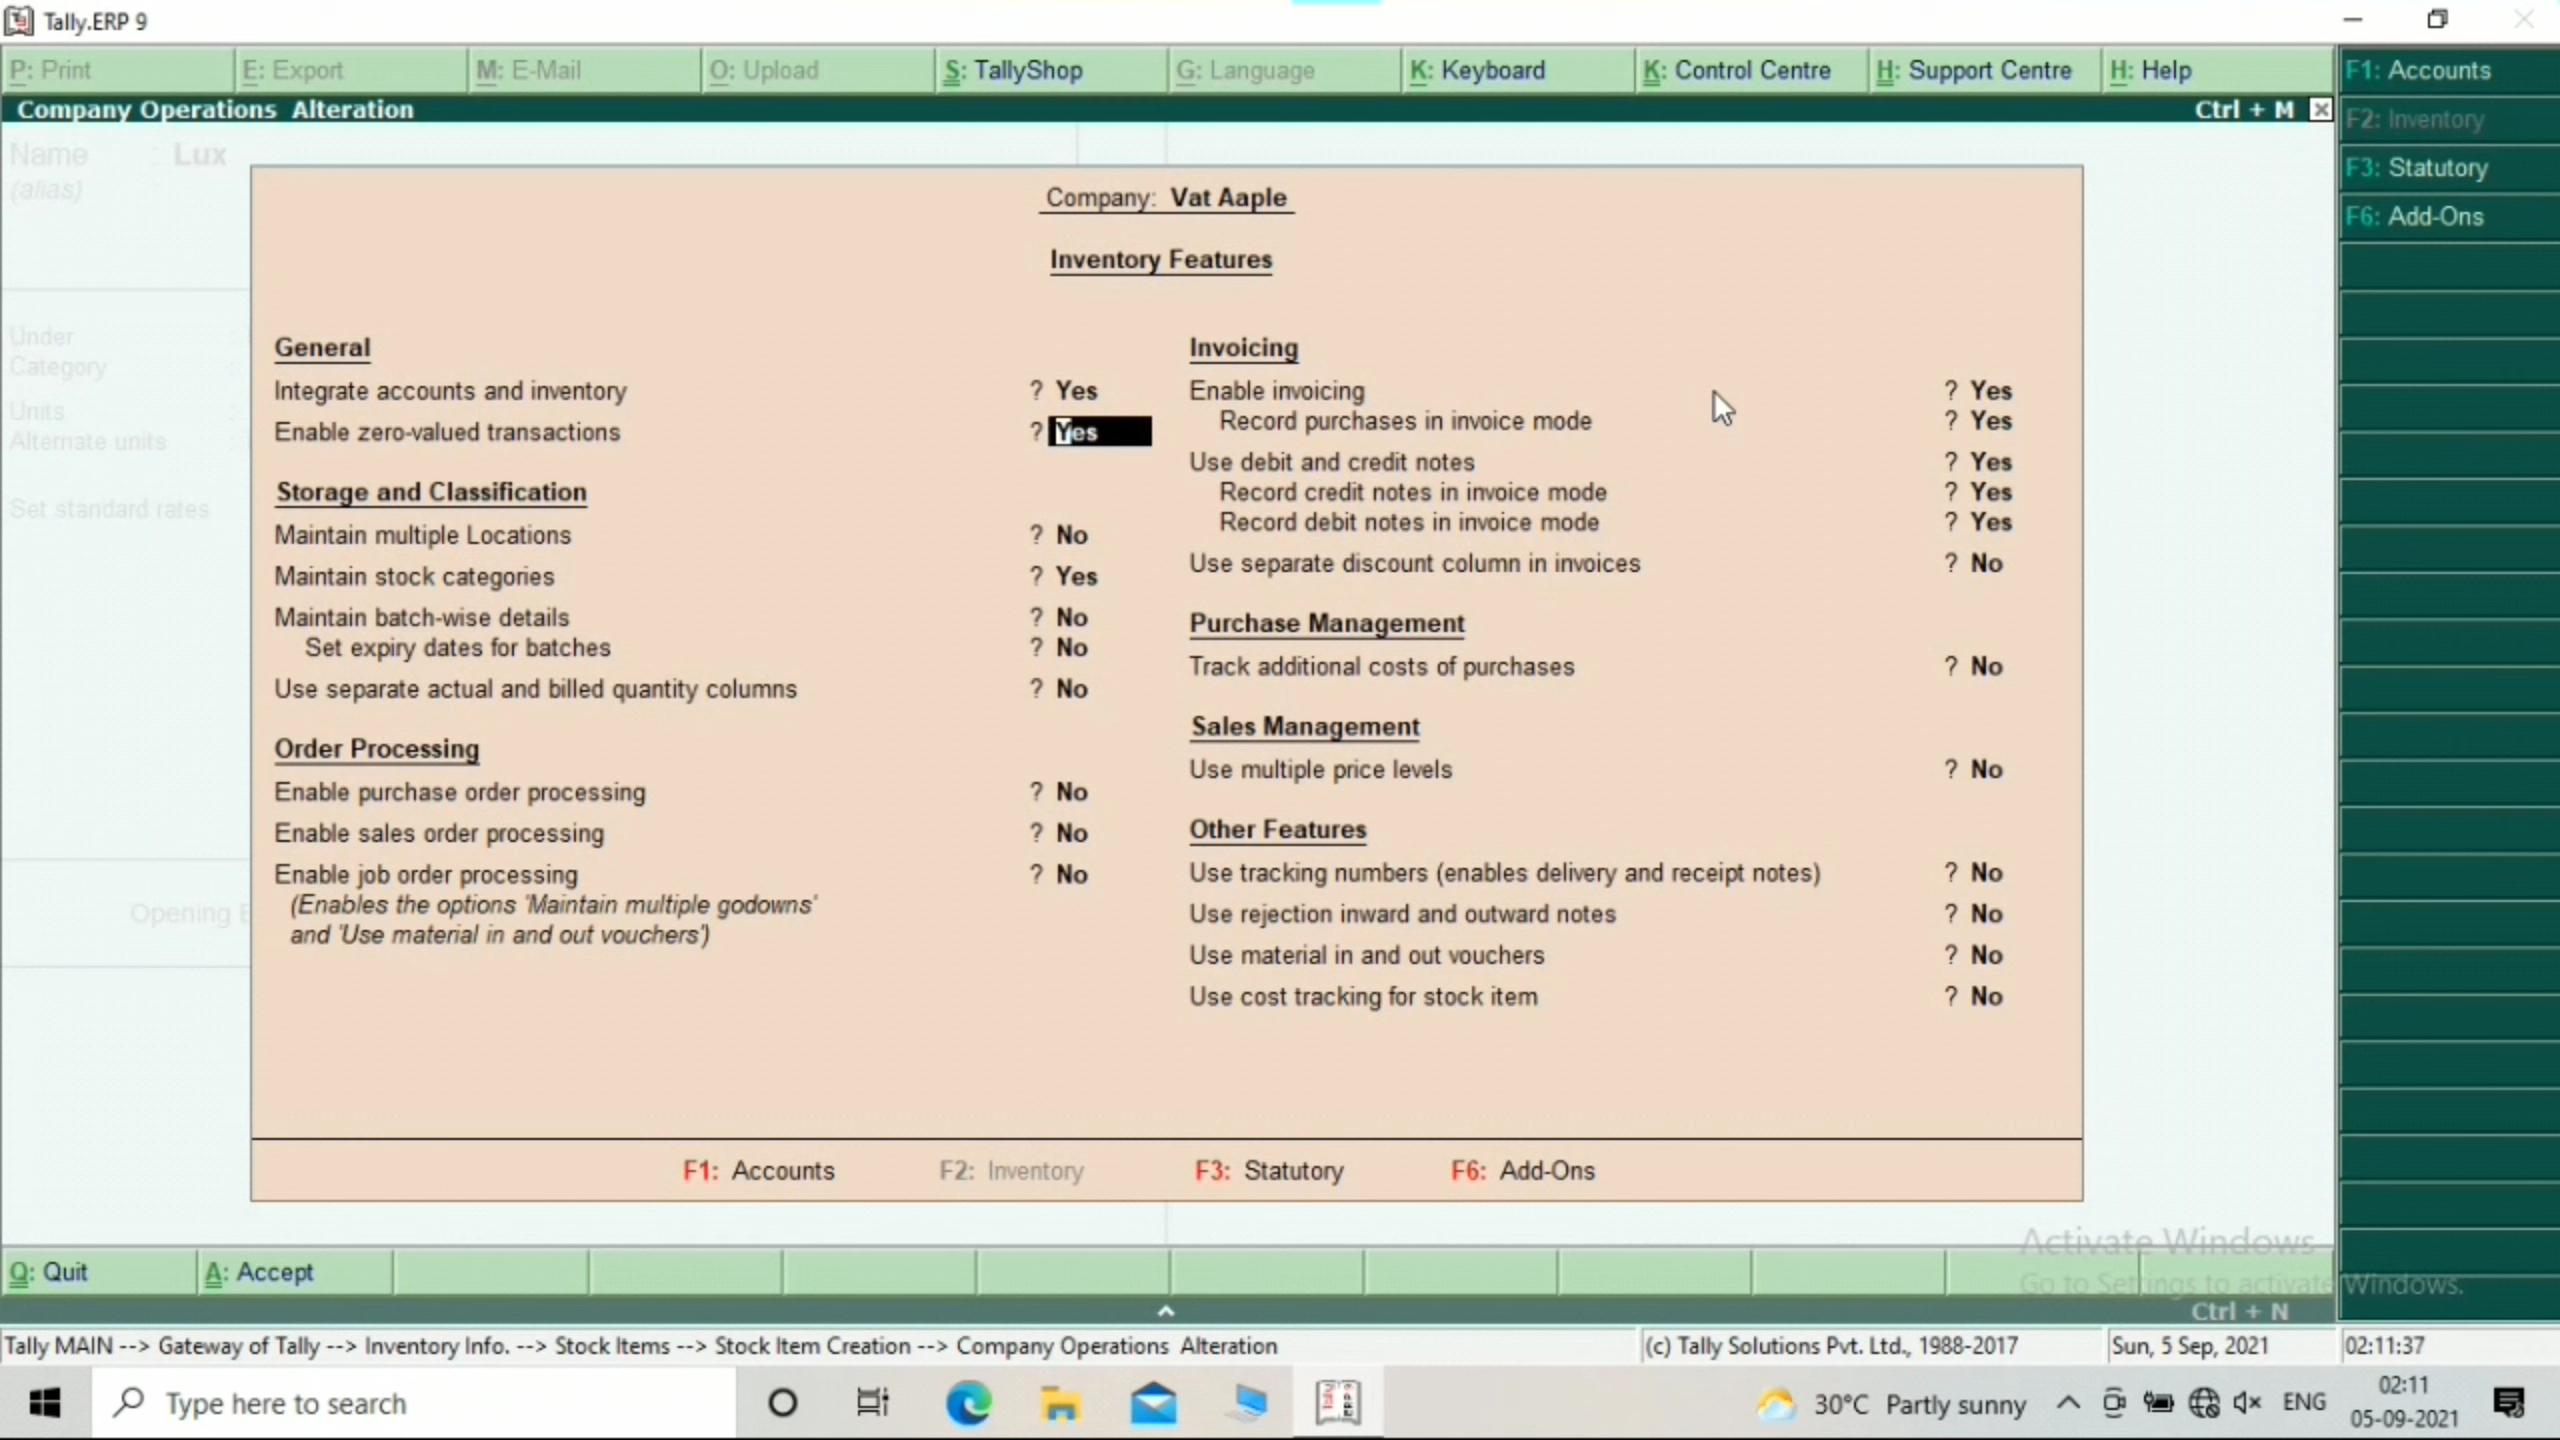 Tally.ERP 9
P: Print
E: Export
M: E-Mail
O: Upload
S: TallyShop
G: Language
K: Keyboard
K: Control Centre
H: Support Centre
H: Help
F1: Accounts
F2: Inventory
F3: Statutory
F6: Add-Ons
Company Operations Alteration
Ctrl + M
Name : Lux
(alias) :
Under :
Category :
Units :
Alternate units :
Set standard rates
Opening
Company: Vat Aaple
Inventory Features
General
Integrate accounts and inventory ? Yes
Enable zero-valued transactions ? Yes
Storage and Classification
Maintain multiple Locations ? No
Maintain stock categories ? Yes
Maintain batch-wise details ? No
Set expiry dates for batches ? No
Use separate actual and billed quantity columns ? No
Order Processing
Enable purchase order processing ? No
Enable sales order processing ? No
Enable job order processing ? No
(Enables the options 'Maintain multiple godowns'
and 'Use material in and out vouchers')
Invoicing
Enable invoicing ? Yes
Record purchases in invoice mode ? Yes
Use debit and credit notes ? Yes
Record credit notes in invoice mode ? Yes
Record debit notes in invoice mode ? Yes
Use separate discount column in invoices ? No
Purchase Management
Track additional costs of purchases ? No
Sales Management
Use multiple price levels ? No
Other Features
Use tracking numbers (enables delivery and receipt notes) ? No
Use rejection inward and outward notes ? No
Use material in and out vouchers ? No
Use cost tracking for stock item ? No
F1: Accounts
F2: Inventory
F3: Statutory
F6: Add-Ons
Activate Windows
Go to Settings to activate Windows.
Q: Quit
A: Accept
Ctrl + N
Tally MAIN --> Gateway of Tally --> Inventory Info. --> Stock Items --> Stock Item Creation --> Company Operations Alteration
(c) Tally Solutions Pvt. Ltd., 1988-2017
Sun, 5 Sep, 2021
02:11:37
Type here to search
30°C Partly sunny
ENG
02:11
05-09-2021